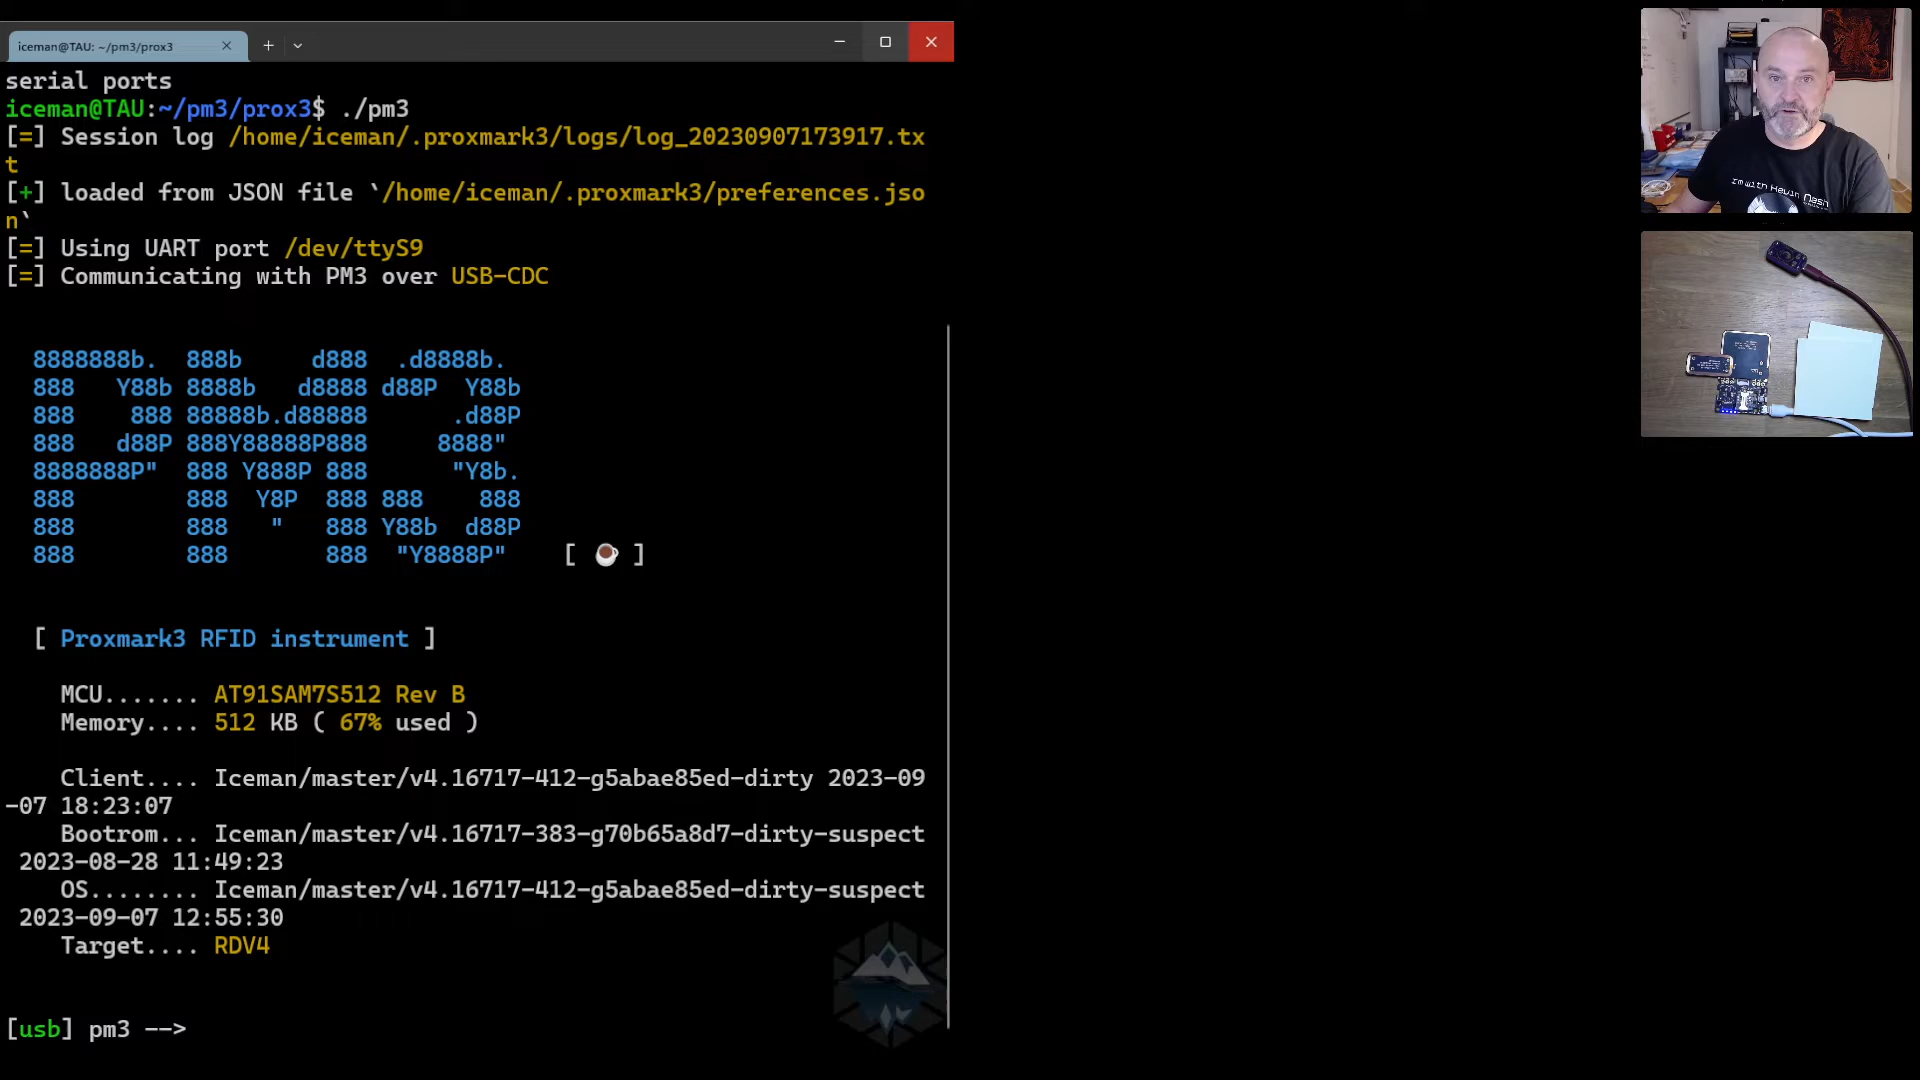 iceman@TAU: ~/pm3/prox3
serial ports
iceman@TAU:~/pm3/prox3$ ./pm3
[=] Session log /home/iceman/.proxmark3/logs/log_20230907173917.tx
t
[+] loaded from JSON file `/home/iceman/.proxmark3/preferences.jso
n`
[=] Using UART port /dev/ttyS9
[=] Communicating with PM3 over USB-CDC
8888888b.  888b     d888  .d8888b.
888   Y88b 8888b   d8888 d88P  Y88b
888    888 88888b.d88888      .d88P
888   d88P 888Y88888P888     8888"
8888888P"  888 Y888P 888      "Y8b.
888        888  Y8P  888 888    888
888        888   "   888 Y88b  d88P
888        888       888  "Y8888P"    [ ☕ ]
[ Proxmark3 RFID instrument ]
MCU....... AT91SAM7S512 Rev B
Memory.... 512 KB ( 67% used )
Client.... Iceman/master/v4.16717-412-g5abae85ed-dirty 2023-09
-07 18:23:07
Bootrom... Iceman/master/v4.16717-383-g70b65a8d7-dirty-suspect
2023-08-28 11:49:23
OS........ Iceman/master/v4.16717-412-g5abae85ed-dirty-suspect
2023-09-07 12:55:30
Target.... RDV4
[usb] pm3 -->
I'm with Kevin Nash